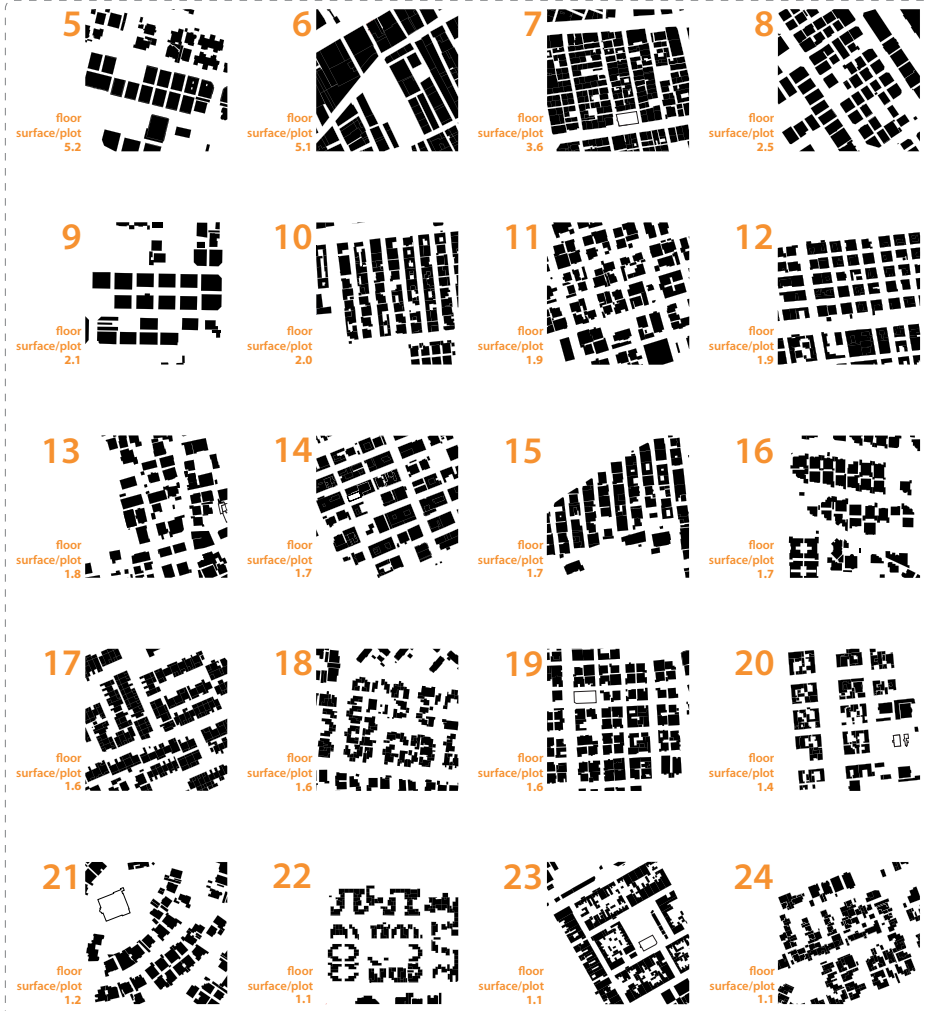 5
floor
surface/plot
5.2
6
floor
surface/plot
5.1
7
floor
surface/plot
3.6
8
floor
surface/plot
2.5
9
floor
surface/plot
2.1
10
floor
surface/plot
2.0
11
floor
surface/plot
1.9
12
floor
surface/plot
1.9
13
floor
surface/plot
1.8
14
floor
surface/plot
1.7
15
floor
surface/plot
1.7
16
floor
surface/plot
1.7
17
floor
surface/plot
1.6
18
floor
surface/plot
1.6
19
floor
surface/plot
1.6
20
floor
surface/plot
1.4
21
floor
surface/plot
1.2
22
floor
surface/plot
1.1
23
floor
surface/plot
1.1
24
floor
surface/plot
1.1